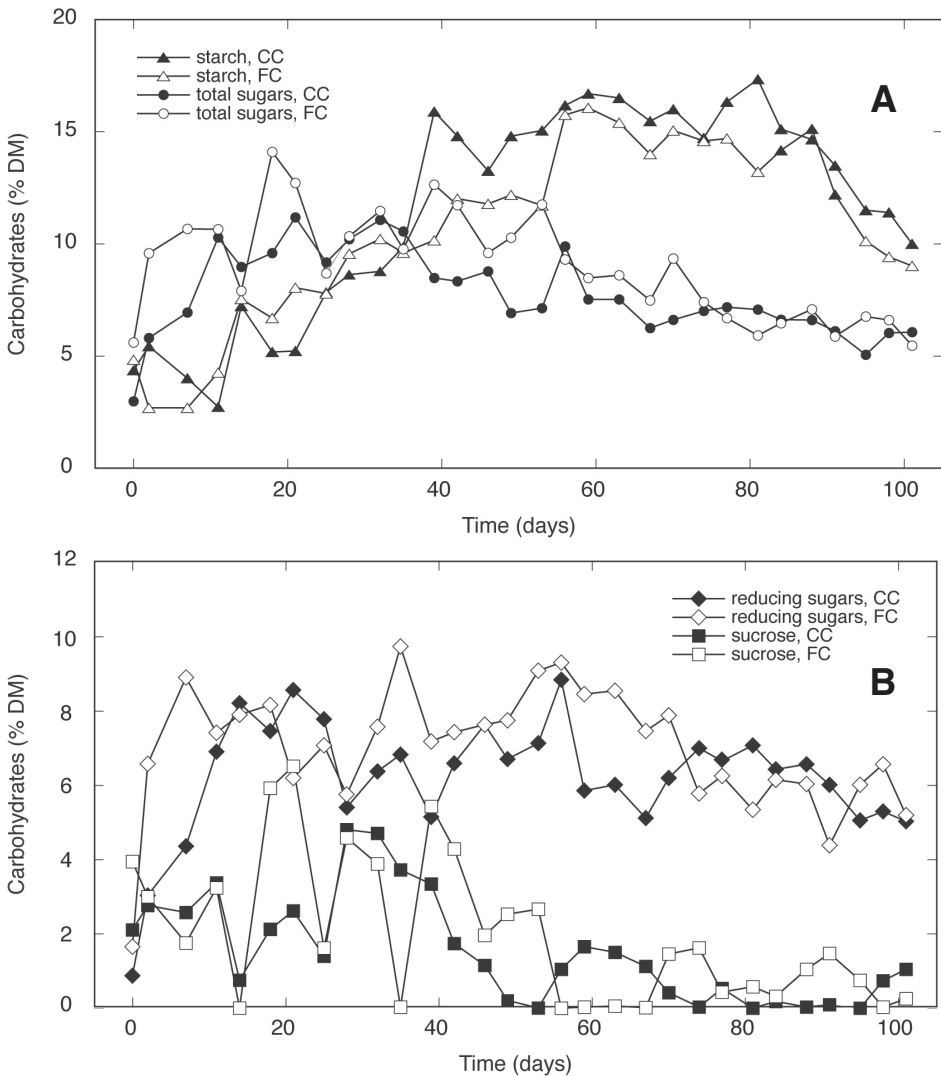 20
starch, CC
starch, FC
total sugars, CC
total sugars, FC
A
15
10
5
0
Carbohydrates (% DM)
0 20 40 60 80 100
Time (days)
12
reducing sugars, CC
reducing sugars, FC
sucrose, CC
sucrose, FC
B
10
8
6
4
2
0
Carbohydrates (% DM)
0 20 40 60 80 100
Time (days)